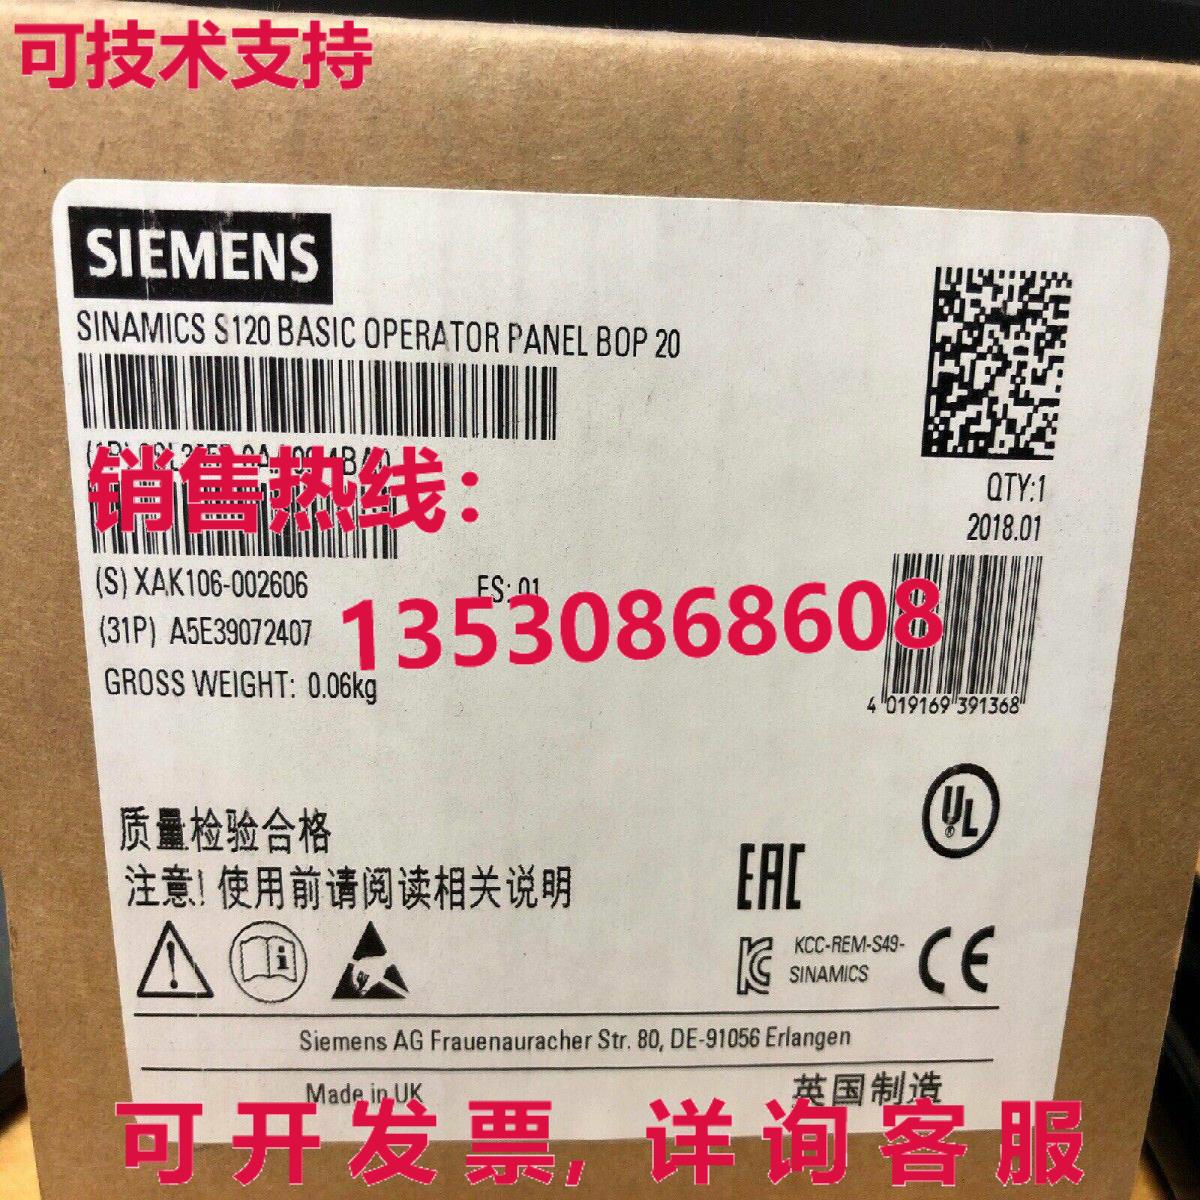 可技术支持
SIEMENS
SINAMICS S120 BASIC OPERATOR PANEL BOP 20
销售热线：
QTY:1
2018.01
(S) XAK106-002606
ES: 01
13530868608
(31P) A5E39072407
GROSS WEIGHT: 0.06kg
4 019169 391368
质量检验合格
注意! 使用前请阅读相关说明
UL
EAC
KCC-REM-S49-
SINAMICS
CE
Siemens AG Frauenauracher Str. 80, DE-91056 Erlangen
Made in UK
英国制造
可开发票, 详询客服